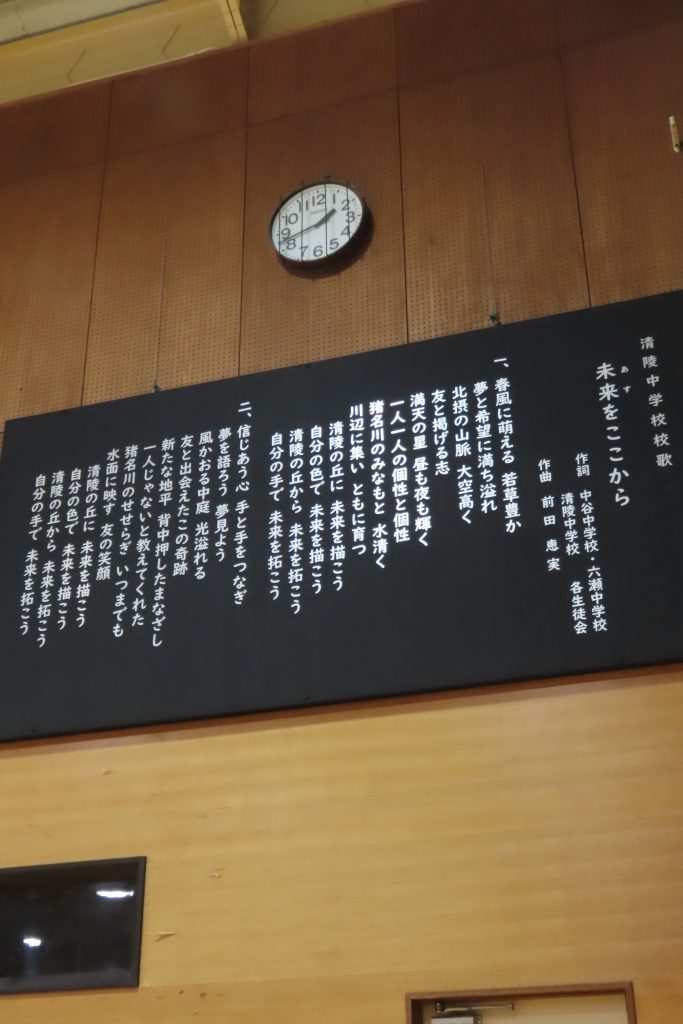 清陵中学校校歌
あす
未来をここから
作詞 中谷中学校・六瀬中学校
清陵中学校 各生徒会
作曲 前田 恵実
一、春風に萌える 若草豊か
夢と希望に満ち溢れ
北摂の山脈 大空高く
友と掲げる志
満天の星 昼も夜も輝く
一人一人の個性と個性
猪名川のみなもと 水清く
川辺に集い ともに育つ
清陵の丘に 未来を描こう
自分の色で 未来を描こう
清陵の丘から 未来を拓こう
自分の手で 未来を拓こう
二、信じあう心 手と手をつなぎ
夢を語ろう 夢見よう
風かおる中庭 光溢れる
友と出会えたこの奇跡
新たな地平 背中押したまなざし
一人じゃないと教えてくれた
猪名川のせせらぎ いつまでも
水面に映す 友の笑顔
清陵の丘に 未来を描こう
自分の色で 未来を描こう
清陵の丘から 未来を拓こう
自分の手で 未来を拓こう
12
1
2
3
4
5
6
7
8
9
10
11